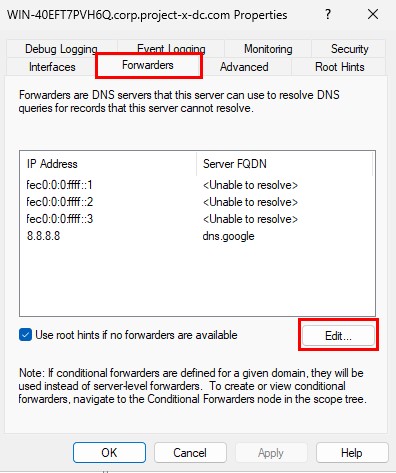 WIN-40EFT7PVH6Q.corp.project-x-dc.com Properties
Debug Logging Event Logging Monitoring Security
Interfaces Forwarders Advanced Root Hints
Forwarders are DNS servers that this server can use to resolve DNS
queries for records that this server cannot resolve.
IP Address Server FQDN
fec0:0:0:ffff::1 <Unable to resolve>
fec0:0:0:ffff::2 <Unable to resolve>
fec0:0:0:ffff::3 <Unable to resolve>
8.8.8.8 dns.google
Use root hints if no forwarders are available Edit...
Note: If conditional forwarders are defined for a given domain, they will be
used instead of server-level forwarders. To create or view conditional
forwarders, navigate to the Conditional Forwarders node in the scope tree.
OK Cancel Apply Help